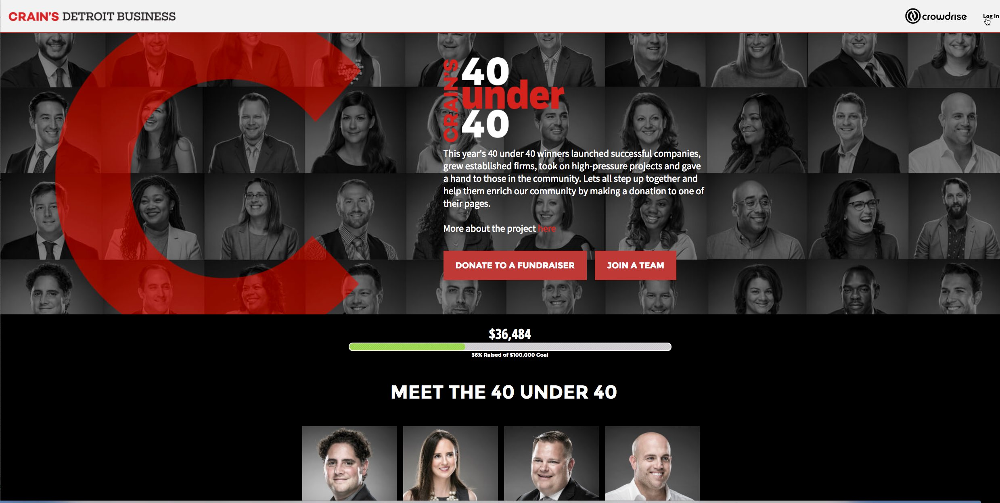 CRAIN'S DETROIT BUSINESS
crowdrise
Log In
CRAIN'S
40
under
40
This year's 40 under 40 winners launched successful companies,
grew established firms, took on high-pressure projects and gave
a hand to those in the community. Lets all step up together and
help them enrich our community by making a donation to one of
their pages.
More about the project here
DONATE TO A FUNDRAISER
JOIN A TEAM
$36,484
36% Raised of $100,000 Goal
MEET THE 40 UNDER 40